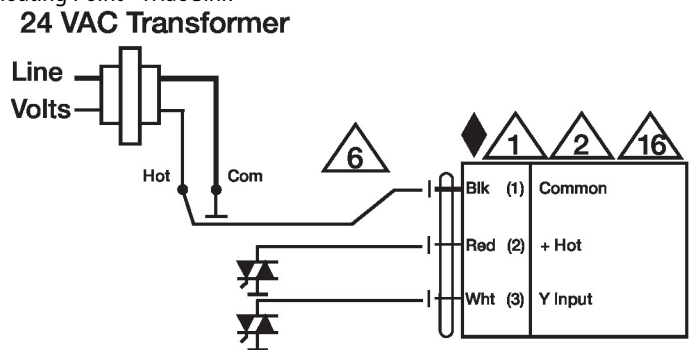 24 VAC Transformer
Line
Volts
Hot Com
6
1 2 16
Blk (1) Common
Red (2) + Hot
Wht (3) Y Input